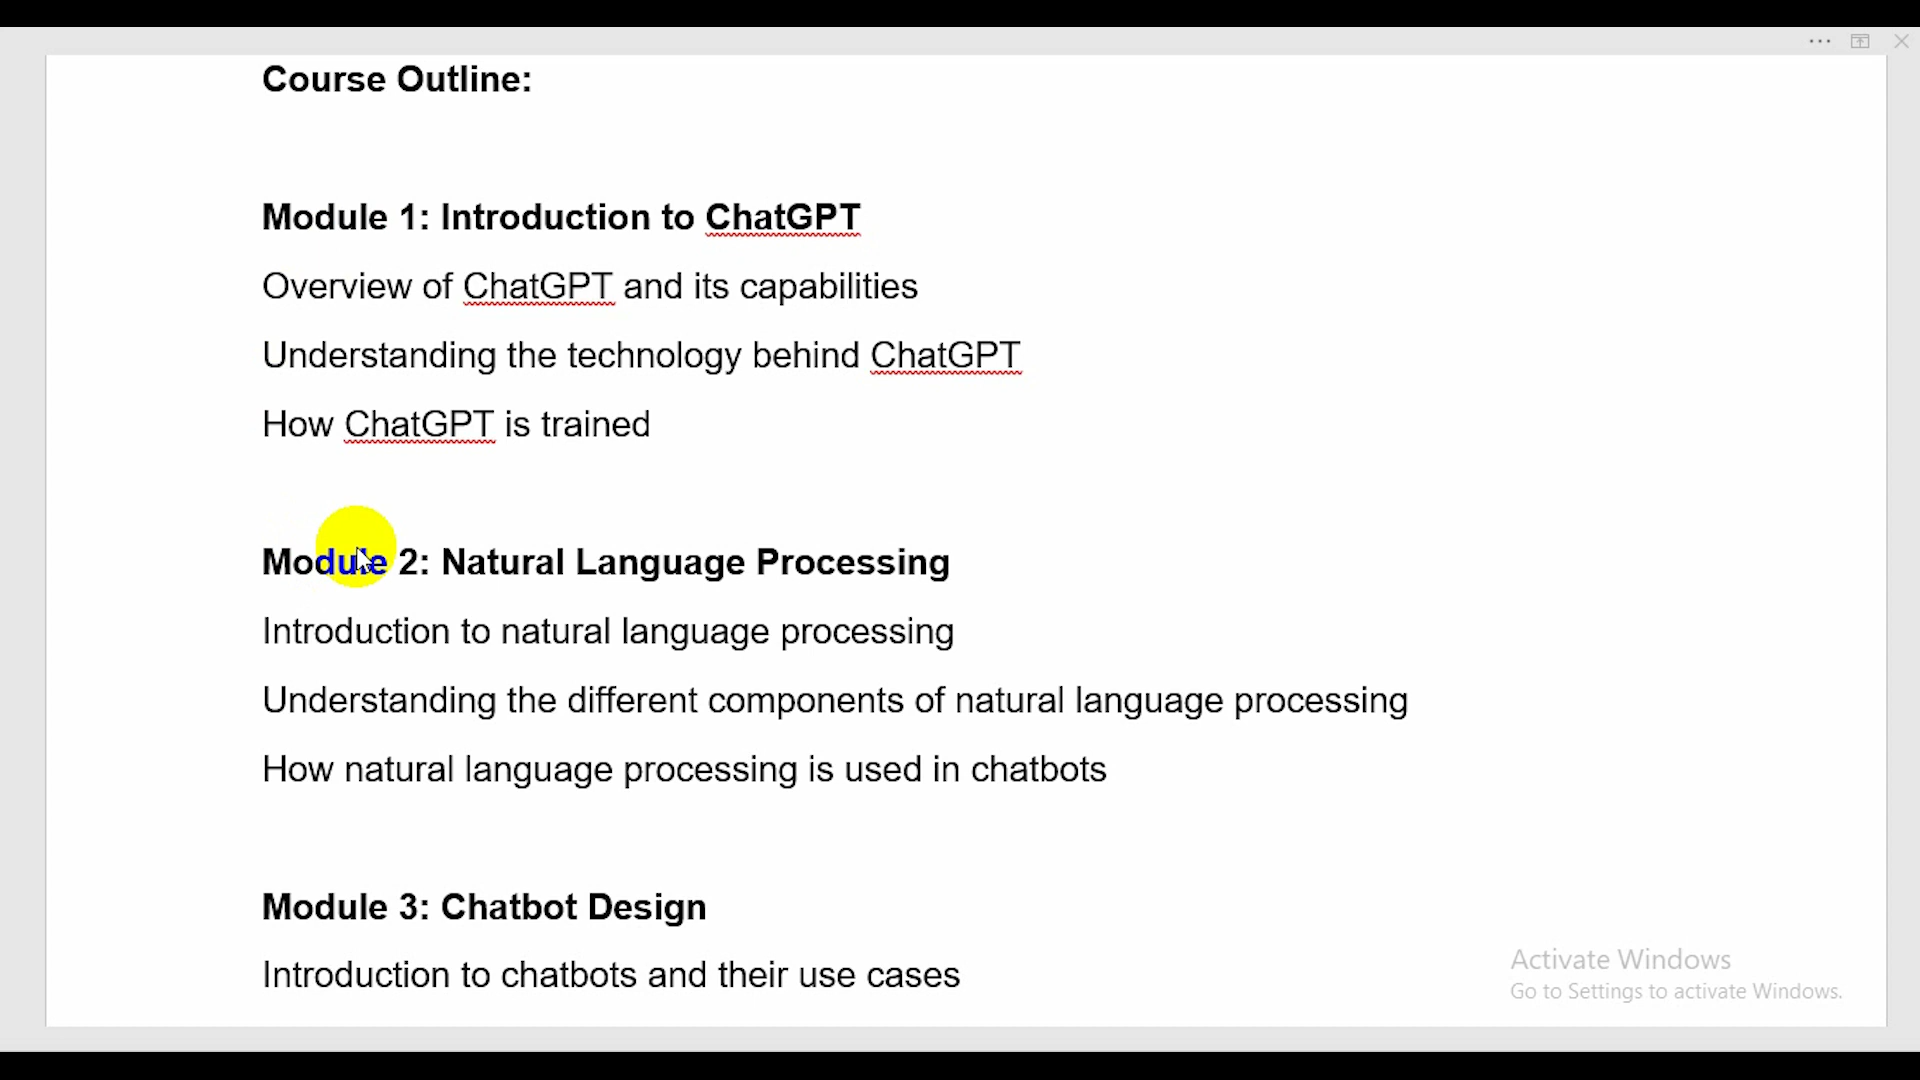 Course Outline:
Module 1: Introduction to ChatGPT
Overview of ChatGPT and its capabilities
Understanding the technology behind ChatGPT
How ChatGPT is trained
Module 2: Natural Language Processing
Introduction to natural language processing
Understanding the different components of natural language processing
How natural language processing is used in chatbots
Module 3: Chatbot Design
Introduction to chatbots and their use cases
Activate Windows
Go to Settings to activate Windows.